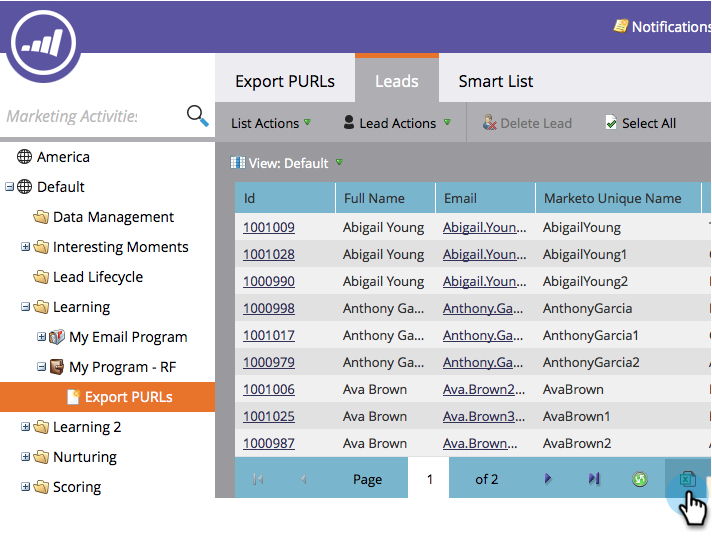 Notifications
Export PURLs Leads Smart List
Marketing Activities
List Actions Lead Actions Delete Lead Select All
America
View: Default
Default
Id Full Name Email Marketo Unique Name
Data Management
1001009 Abigail Young Abigail.Youn... AbigailYoung
Interesting Moments
1001028 Abigail Young Abigail.Youn... AbigailYoung1
Lead Lifecycle
1000990 Abigail Young Abigail.Youn... AbigailYoung2
Learning
1000998 Anthony Ga... Anthony.Ga... AnthonyGarcia
My Email Program
1001017 Anthony Ga... Anthony.Ga... AnthonyGarcia1
My Program - RF
1000979 Anthony Ga... Anthony.Ga... AnthonyGarcia2
Export PURLs
1001006 Ava Brown Ava.Brown2... AvaBrown
Learning 2
1001025 Ava Brown Ava.Brown3... AvaBrown1
1000987 Ava Brown Ava.Brown... AvaBrown2
Nurturing
Page 1 of 2
Scoring